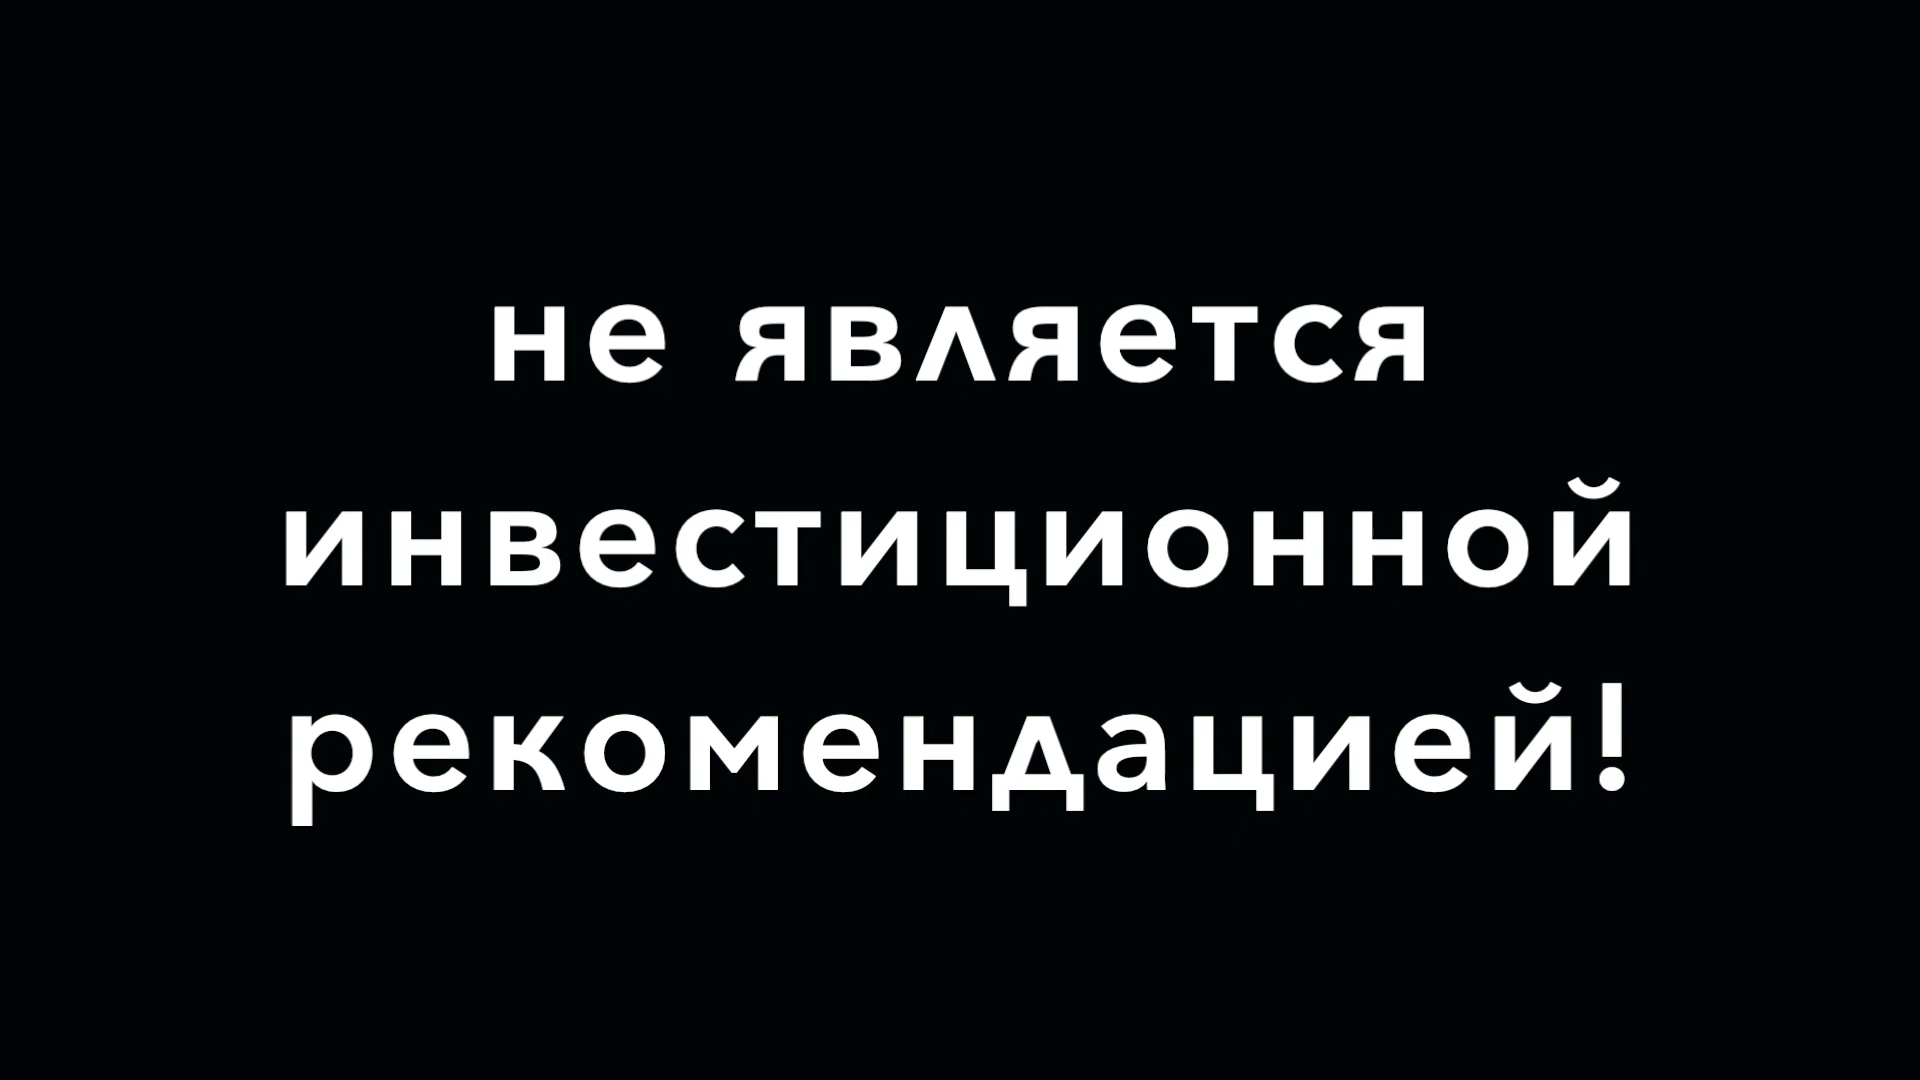 не является
инвестиционной
рекомендацией!